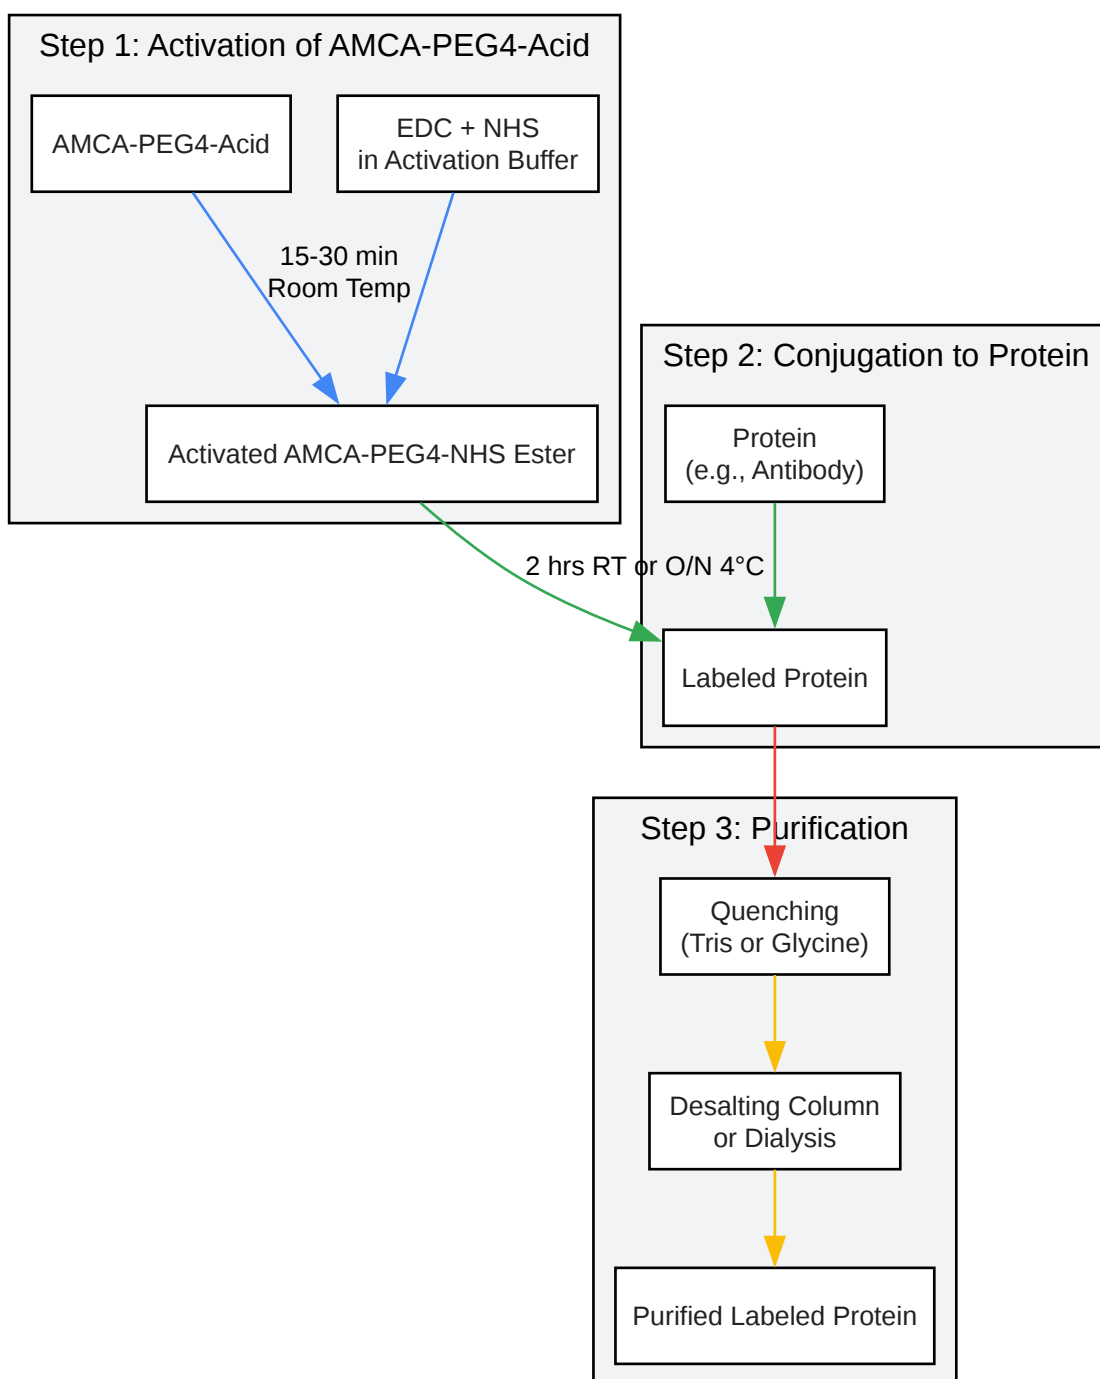 Step 1: Activation of AMCA-PEG4-Acid
AMCA-PEG4-Acid
EDC + NHS
in Activation Buffer
15-30 min
Room Temp
Activated AMCA-PEG4-NHS Ester
Step 2: Conjugation to Protein
Protein
(e.g., Antibody)
2 hrs RT or O/N 4°C
Labeled Protein
Step 3: Purification
Quenching
(Tris or Glycine)
Desalting Column
or Dialysis
Purified Labeled Protein